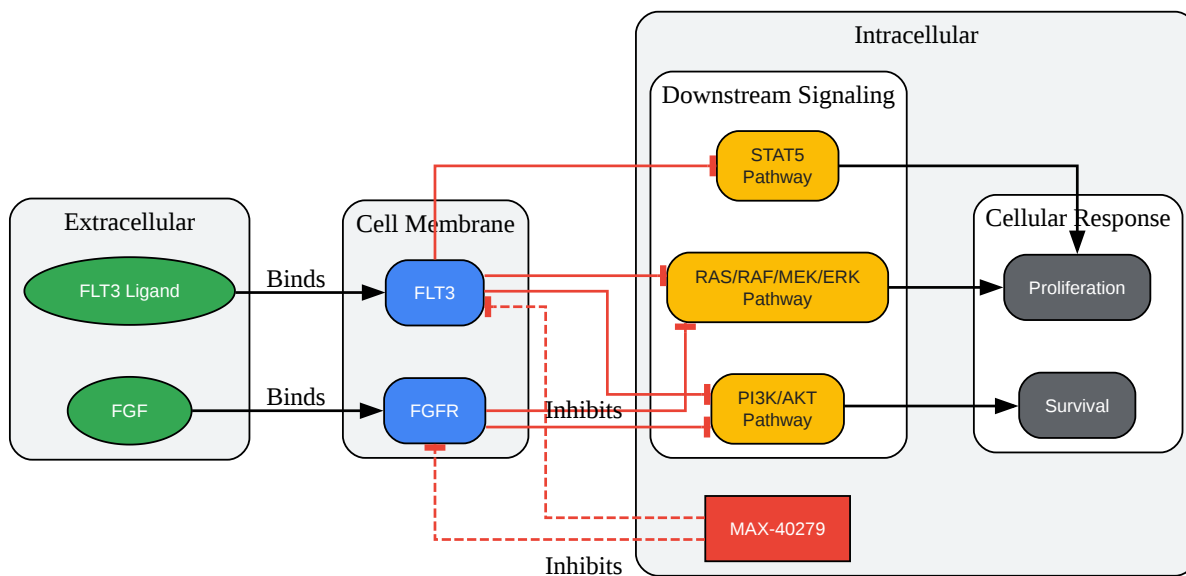 Intracellular
Downstream Signaling
STAT5
Pathway
Extracellular
Cell Membrane
Cellular Response
FLT3 Ligand
Binds
FLT3
RAS/RAF/MEK/ERK
Pathway
Proliferation
FGF
Binds
FGFR
Inhibits
PI3K/AKT
Pathway
Survival
MAX-40279
Inhibits